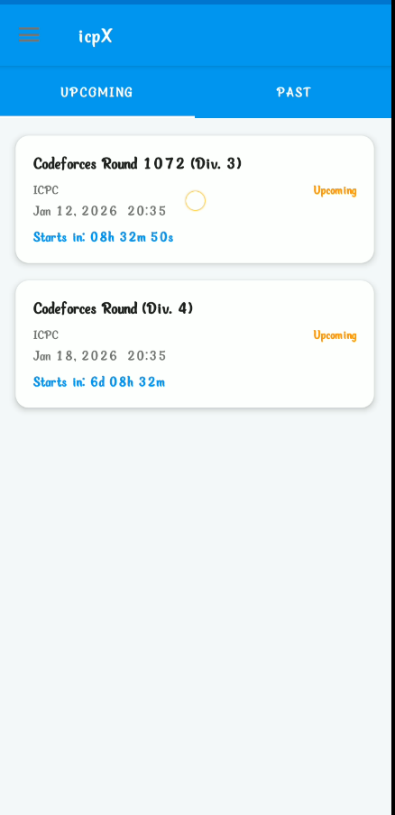 icpX
UPCOMING
PAST
Codeforces Round 1072 (Div. 3)
ICPC
Upcoming
Jan 12, 2026 20:35
Starts in: 08h 32m 50s
Codeforces Round (Div. 4)
ICPC
Upcoming
Jan 18, 2026 20:35
Starts in: 6d 08h 32m